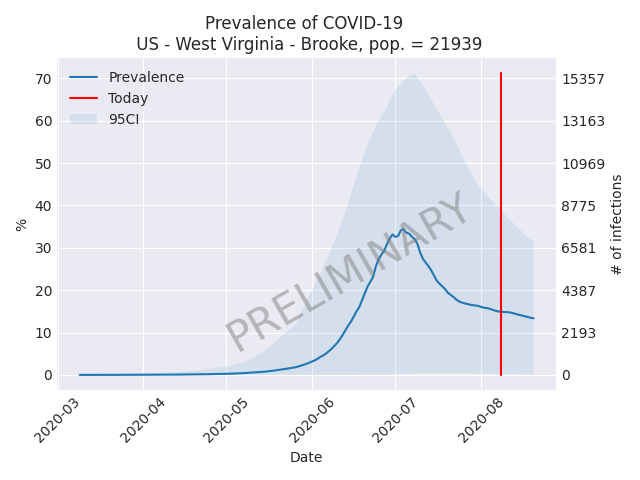 Prevalence of COVID-19
US - West Virginia - Brooke, pop. = 21939
Prevalence
Today
95CI
70
60
50
40
30
20
10
0
%
15357
13163
10969
8775
6581
4387
2193
0
# of infections
PRELIMINARY
2020-03
2020-04
2020-05
2020-06
2020-07
2020-08
Date